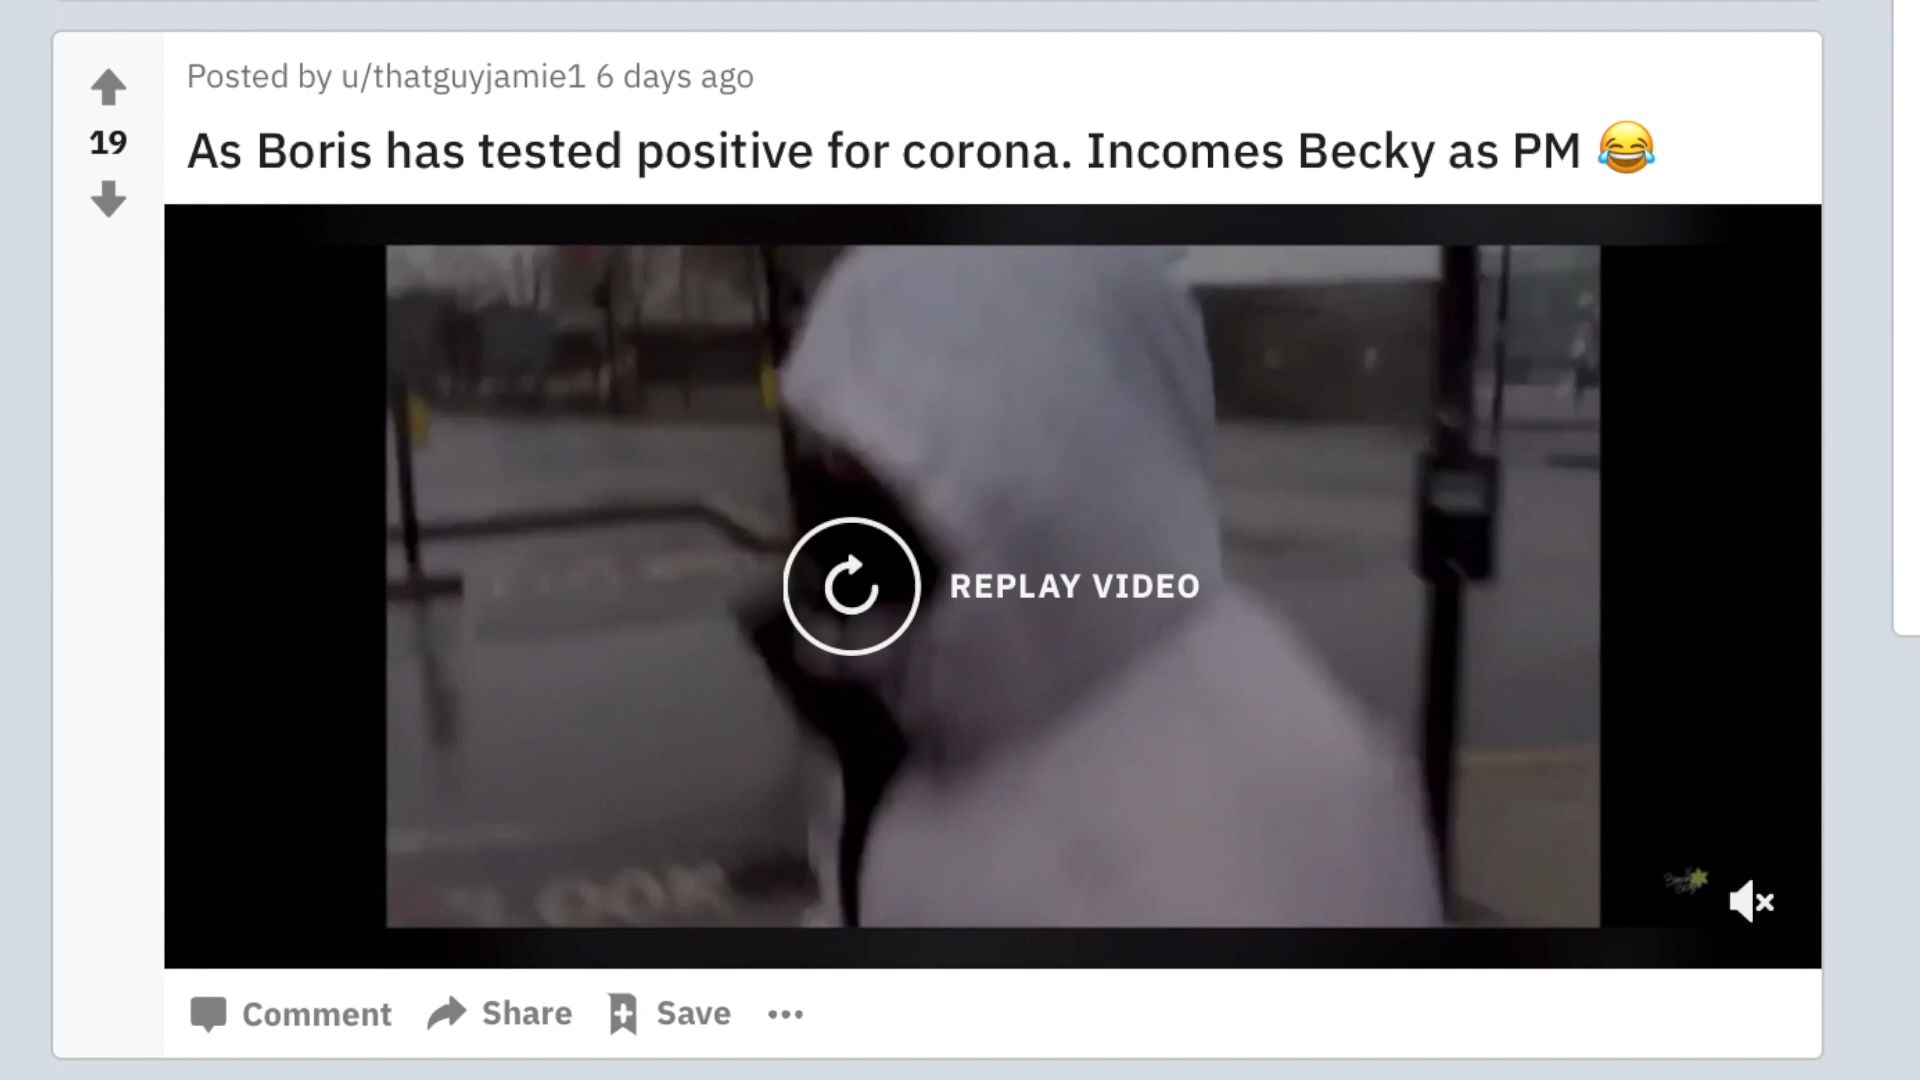 Posted by u/thatguyjamie1 6 days ago
19
As Boris has tested positive for corona. Incomes Becky as PM 😂
REPLAY VIDEO
LOOK
Comment
Share
Save